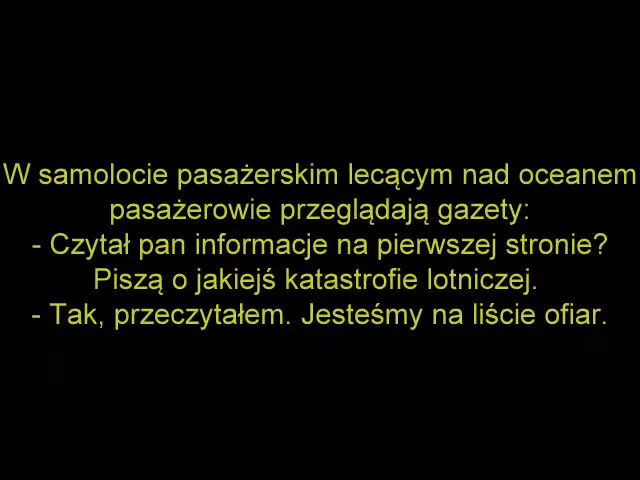 W samolocie pasażerskim lecącym nad oceanem
pasażerowie przeglądają gazety:
- Czytał pan informacje na pierwszej stronie?
Piszą o jakiejś katastrofie lotniczej.
- Tak, przeczytałem. Jesteśmy na liście ofiar.